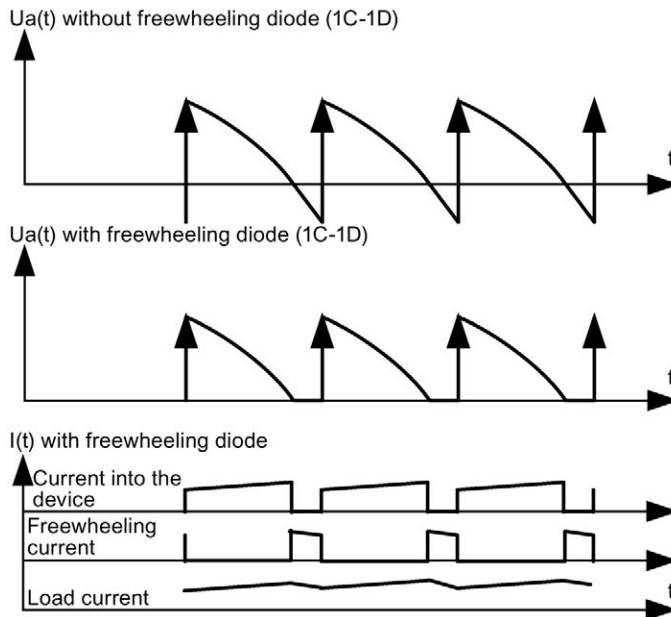 Ua(t) without freewheeling diode (1C-1D)
t
Ua(t) with freewheeling diode (1C-1D)
t
I(t) with freewheeling diode
Current into the
device
Freewheeling
current
Load current
t